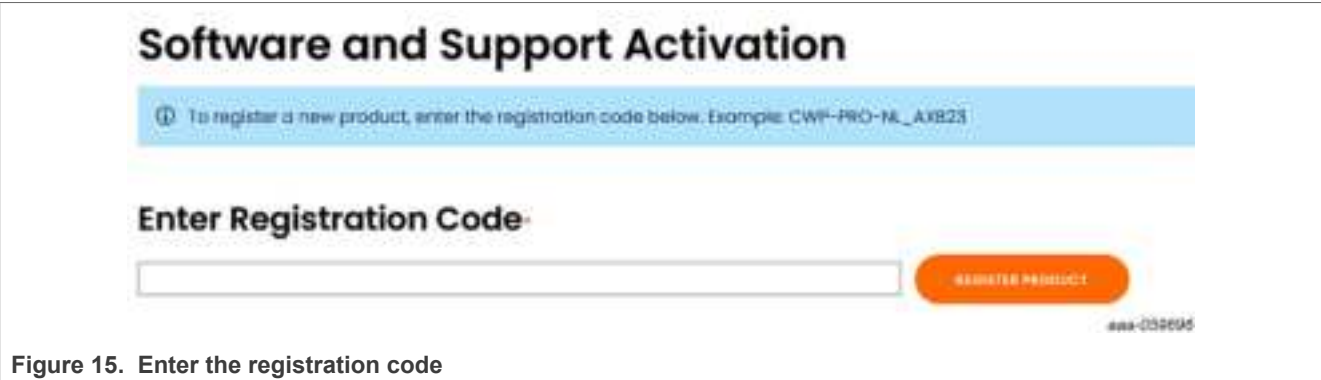 Software and Support Activation
To register a new product, enter the registration code below. Example: CWP-PRO-NL_AXB23
Enter Registration Code*
REGISTER PRODUCT
aaa-059696
Figure 15. Enter the registration code